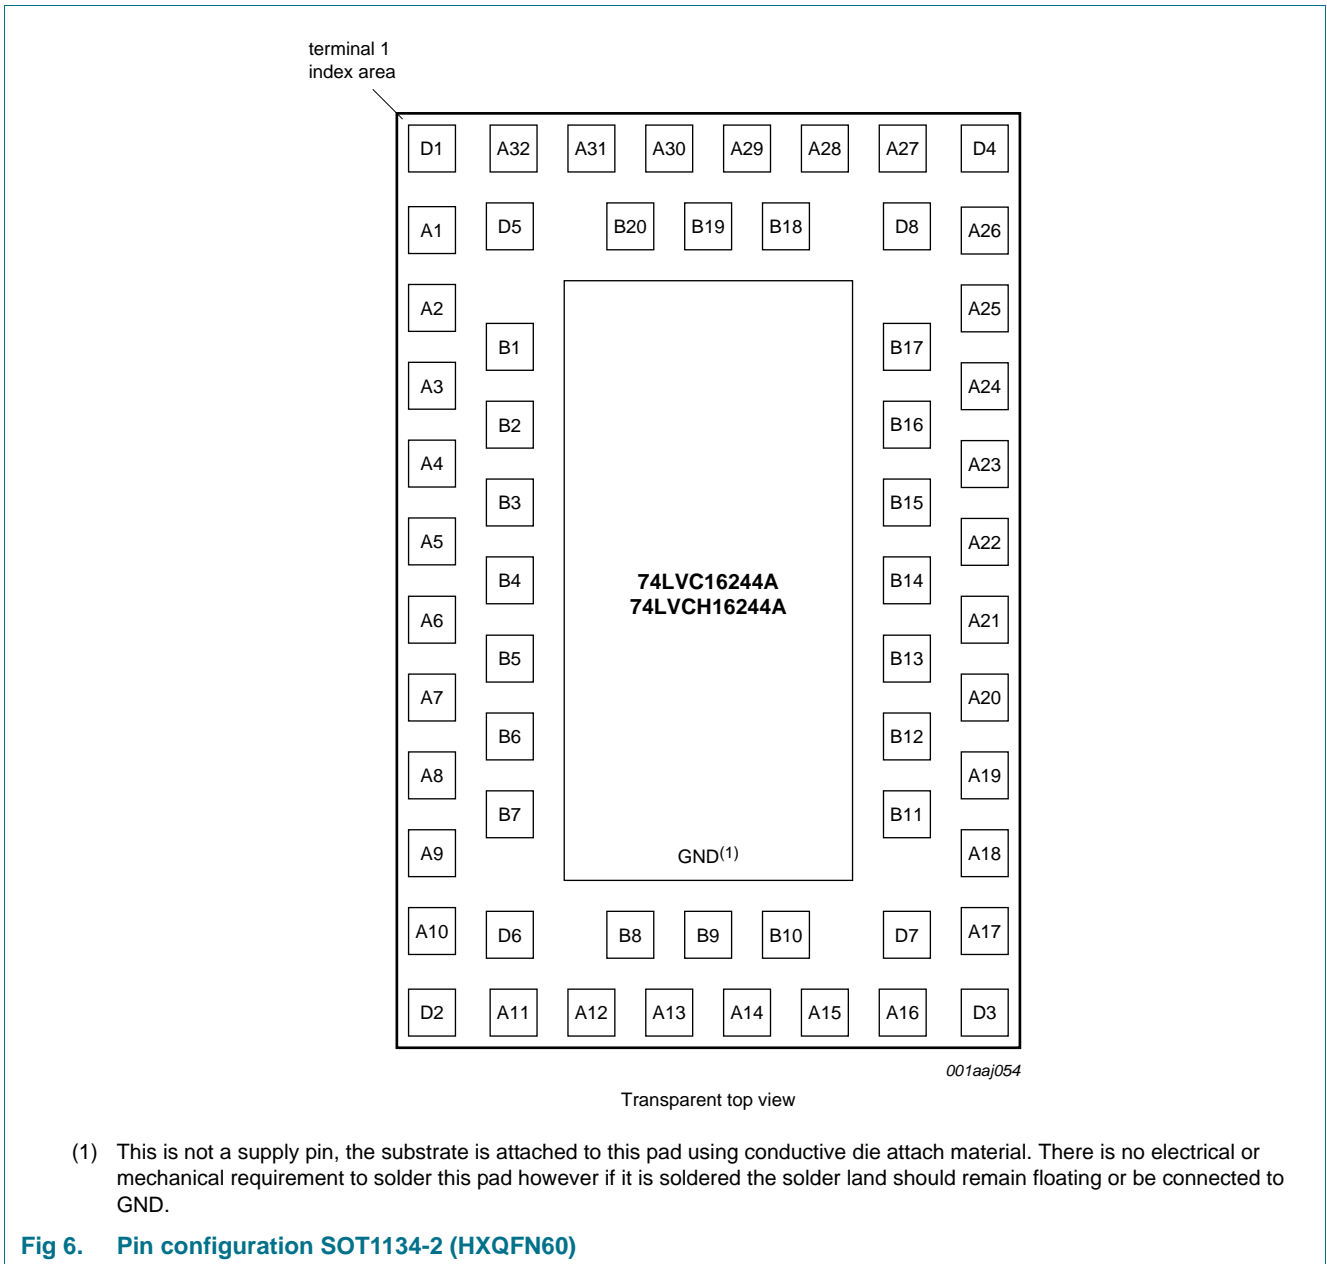 terminal 1
index area
D1 A32 A31 A30 A29 A28 A27 D4
A1 D5 B20 B19 B18 D8 A26
A2 A25
B1 B17
A3 A24
B2 B16
A4 A23
B3 B15
A5 A22
B4 74LVC16244A B14
74LVCH16244A
A6 A21
B5 B13
A7 A20
B6 B12
A8 A19
B7 B11
A9 GND(1) A18
A10 D6 B8 B9 B10 D7 A17
D2 A11 A12 A13 A14 A15 A16 D3
001aaj054
Transparent top view
(1) This is not a supply pin, the substrate is attached to this pad using conductive die attach material. There is no electrical or
mechanical requirement to solder this pad however if it is soldered the solder land should remain floating or be connected to
GND.
Fig 6. Pin configuration SOT1134-2 (HXQFN60)